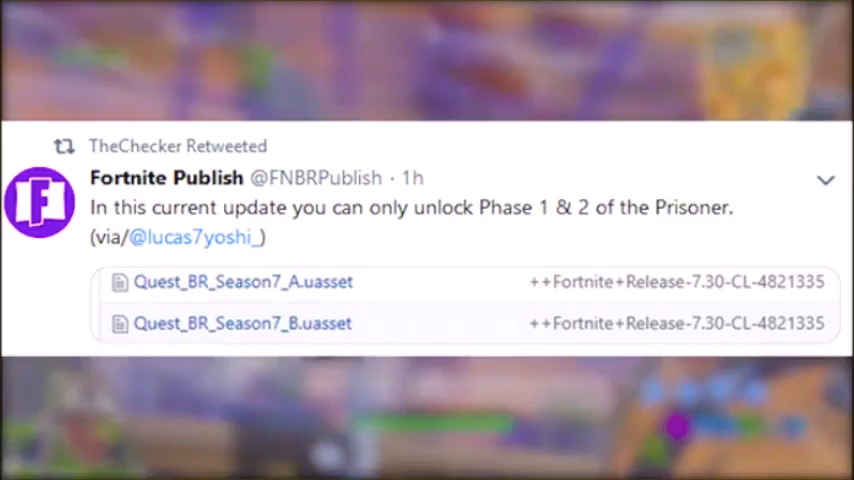 TheChecker Retweeted
Fortnite Publish @FNBRPublish · 1h
In this current update you can only unlock Phase 1 & 2 of the Prisoner.
(via/@lucas7yoshi_)
Quest_BR_Season7_A.uasset ++Fortnite+Release-7.30-CL-4821335
Quest_BR_Season7_B.uasset ++Fortnite+Release-7.30-CL-4821335